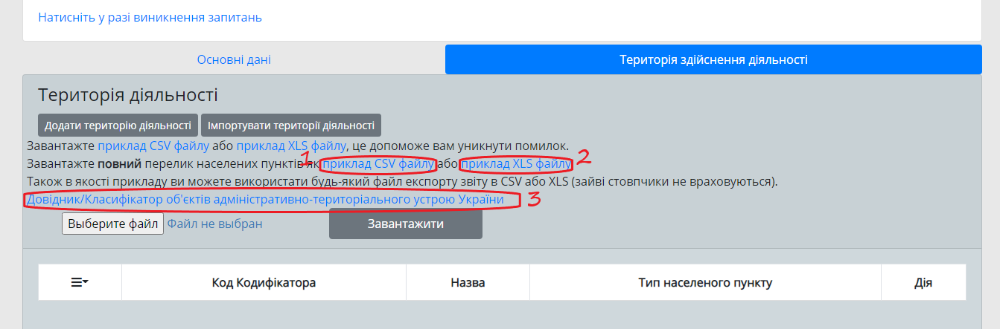 Натисніть у разі виникнення запитань
Основні дані
Територія здійснення діяльності
Територія діяльності
Додати територію діяльності
Імпортувати території діяльності
Завантажте приклад CSV файлу або приклад XLS файлу, це допоможе вам уникнути помилок.
1
2
Завантажте повний перелик населених пунктів як приклад CSV файлу або приклад XLS файлу
Також в якості прикладу ви можете використати будь-який файл експорту звіту в CSV або XLS (зайві стовпчики не враховуються).
Довідник/Класифікатор об'єктів адміністративно-територіального устрою України
3
Выберите файл Файл не выбран
Завантажити
Код Кодифікатора
Назва
Тип населеного пункту
Дія